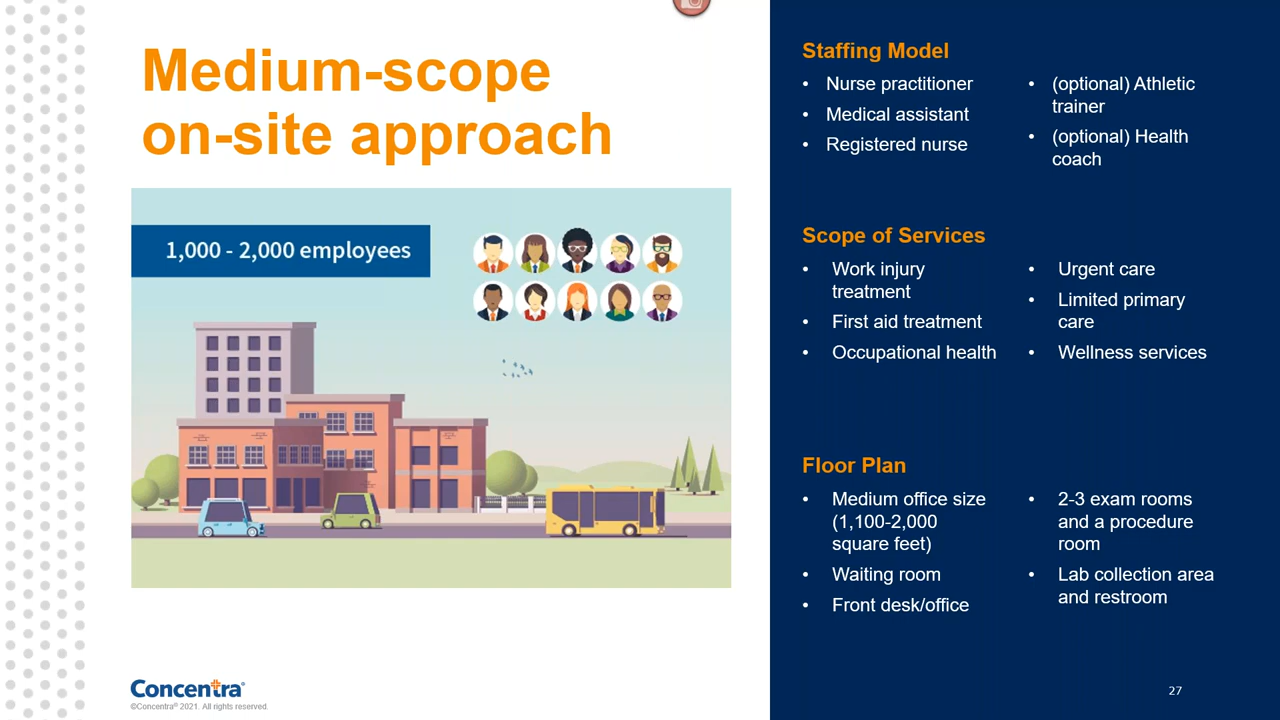 Medium-scope
on-site approach
1,000 - 2,000 employees
Concentra®
©Concentra® 2021. All rights reserved.
Staffing Model
• Nurse practitioner
• Medical assistant
• Registered nurse
• (optional) Athletic
trainer
• (optional) Health
coach
Scope of Services
• Work injury
treatment
• First aid treatment
• Occupational health
• Urgent care
• Limited primary
care
• Wellness services
Floor Plan
• Medium office size
(1,100-2,000
square feet)
• Waiting room
• Front desk/office
• 2-3 exam rooms
and a procedure
room
• Lab collection area
and restroom
27